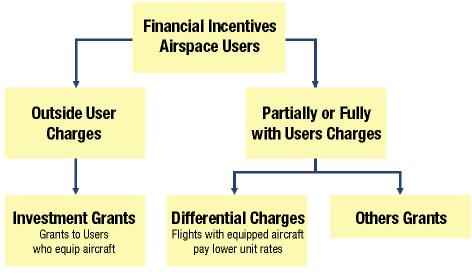 Financial Incentives
Airspace Users
Outside User
Charges
Partially or Fully
with Users Charges
Investment Grants
Grants to Users
who equip aircraft
Differential Charges
Flights with equipped aircraft
pay lower unit rates
Others Grants